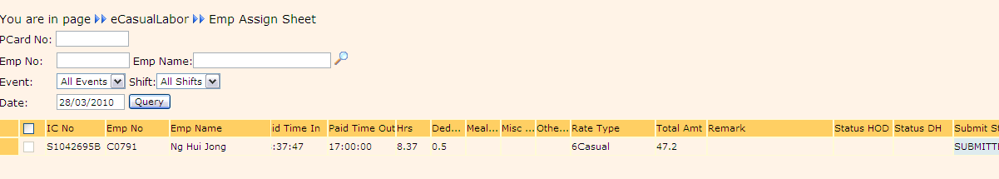 You are in page eCasualLabor Emp Assign Sheet
PCard No:
Emp No: Emp Name:
Event: All Events Shift: All Shifts
Date: 28/03/2010 Query
IC No Emp No Emp Name id Time In Paid Time Out Hrs Ded... Meal... Misc ... Othe... Rate Type Total Amt Remark Status HOD Status DH Submit St
S1042695B C0791 Ng Hui Jong :37:47 17:00:00 8.37 0.5 6Casual 47.2 SUBMITTE